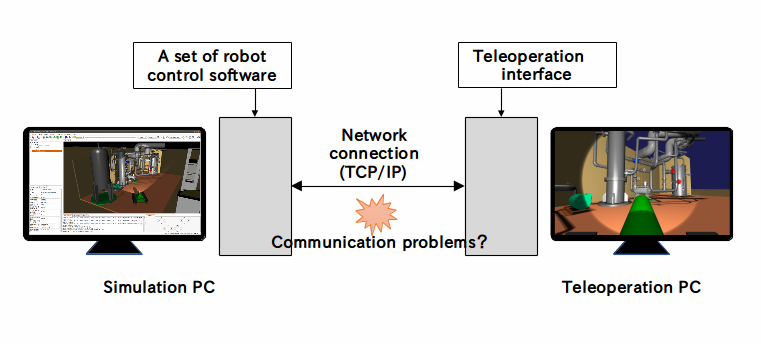 A set of robot
control software
Teleoperation
interface
Network
connection
(TCP/IP)
Communication problems?
Simulation PC
Teleoperation PC